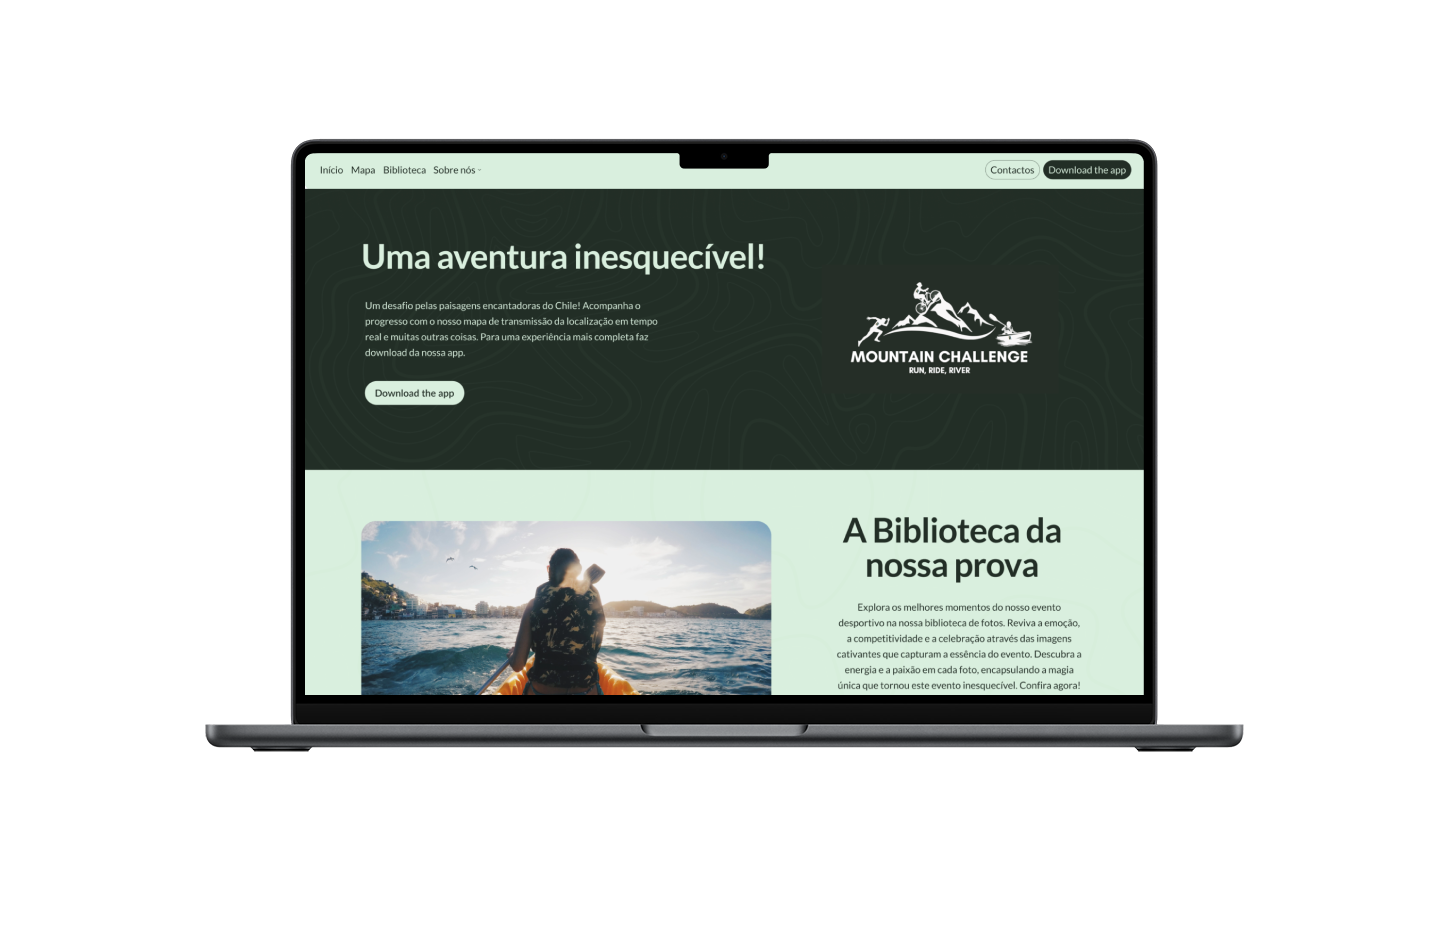 Início Mapa Biblioteca Sobre nós
Contactos Download the app
Uma aventura inesquecível!
Um desafio pelas paisagens encantadoras do Chile! Acompanha o
progresso com o nosso mapa de transmissão da localização em tempo
real e muitas outras coisas. Para uma experiência mais completa faz
download da nossa app.
Download the app
MOUNTAIN CHALLENGE
RUN, RIDE, RIVER
A Biblioteca da
nossa prova
Explora os melhores momentos do nosso evento
desportivo na nossa biblioteca de fotos. Reviva a emoção,
a competitividade e a celebração através das imagens
cativantes que capturam a essência do evento. Descubra a
energia e a paixão em cada foto, encapsulando a magia
única que tornou este evento inesquecível. Confira agora!